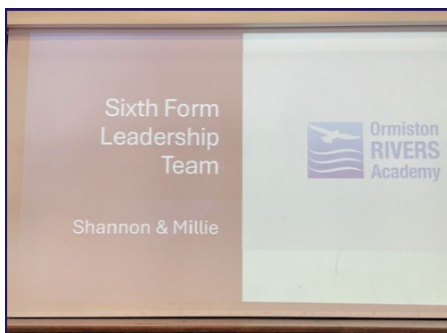 Sixth Form
Leadership
Team
Shannon & Millie
Ormiston
RIVERS
Academy